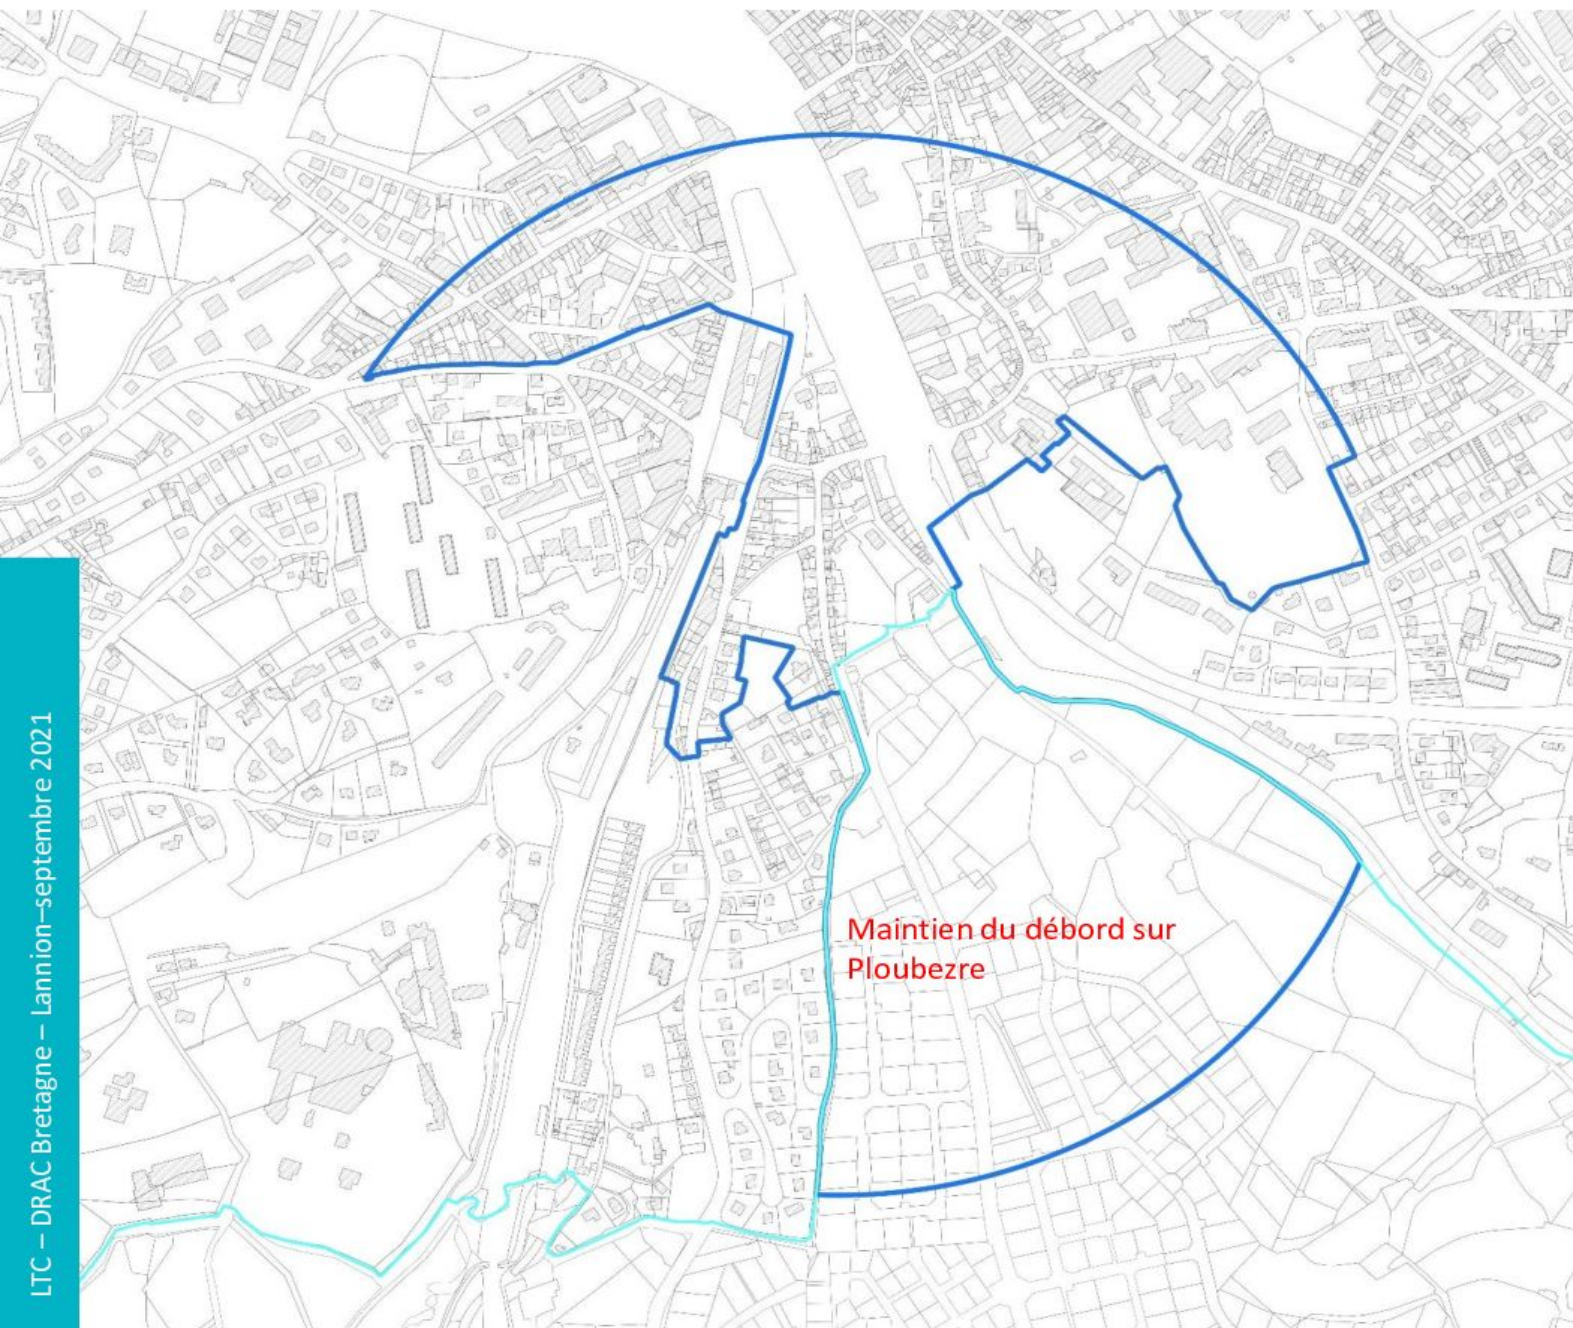 LTC – DRAC Bretagne – Lannion–septembre 2021
Maintien du débord sur
Ploubezre